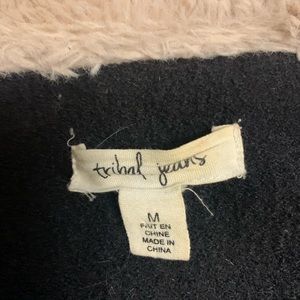 tribal jeans
M
FAIT EN
CHINE
MADE IN
CHINA